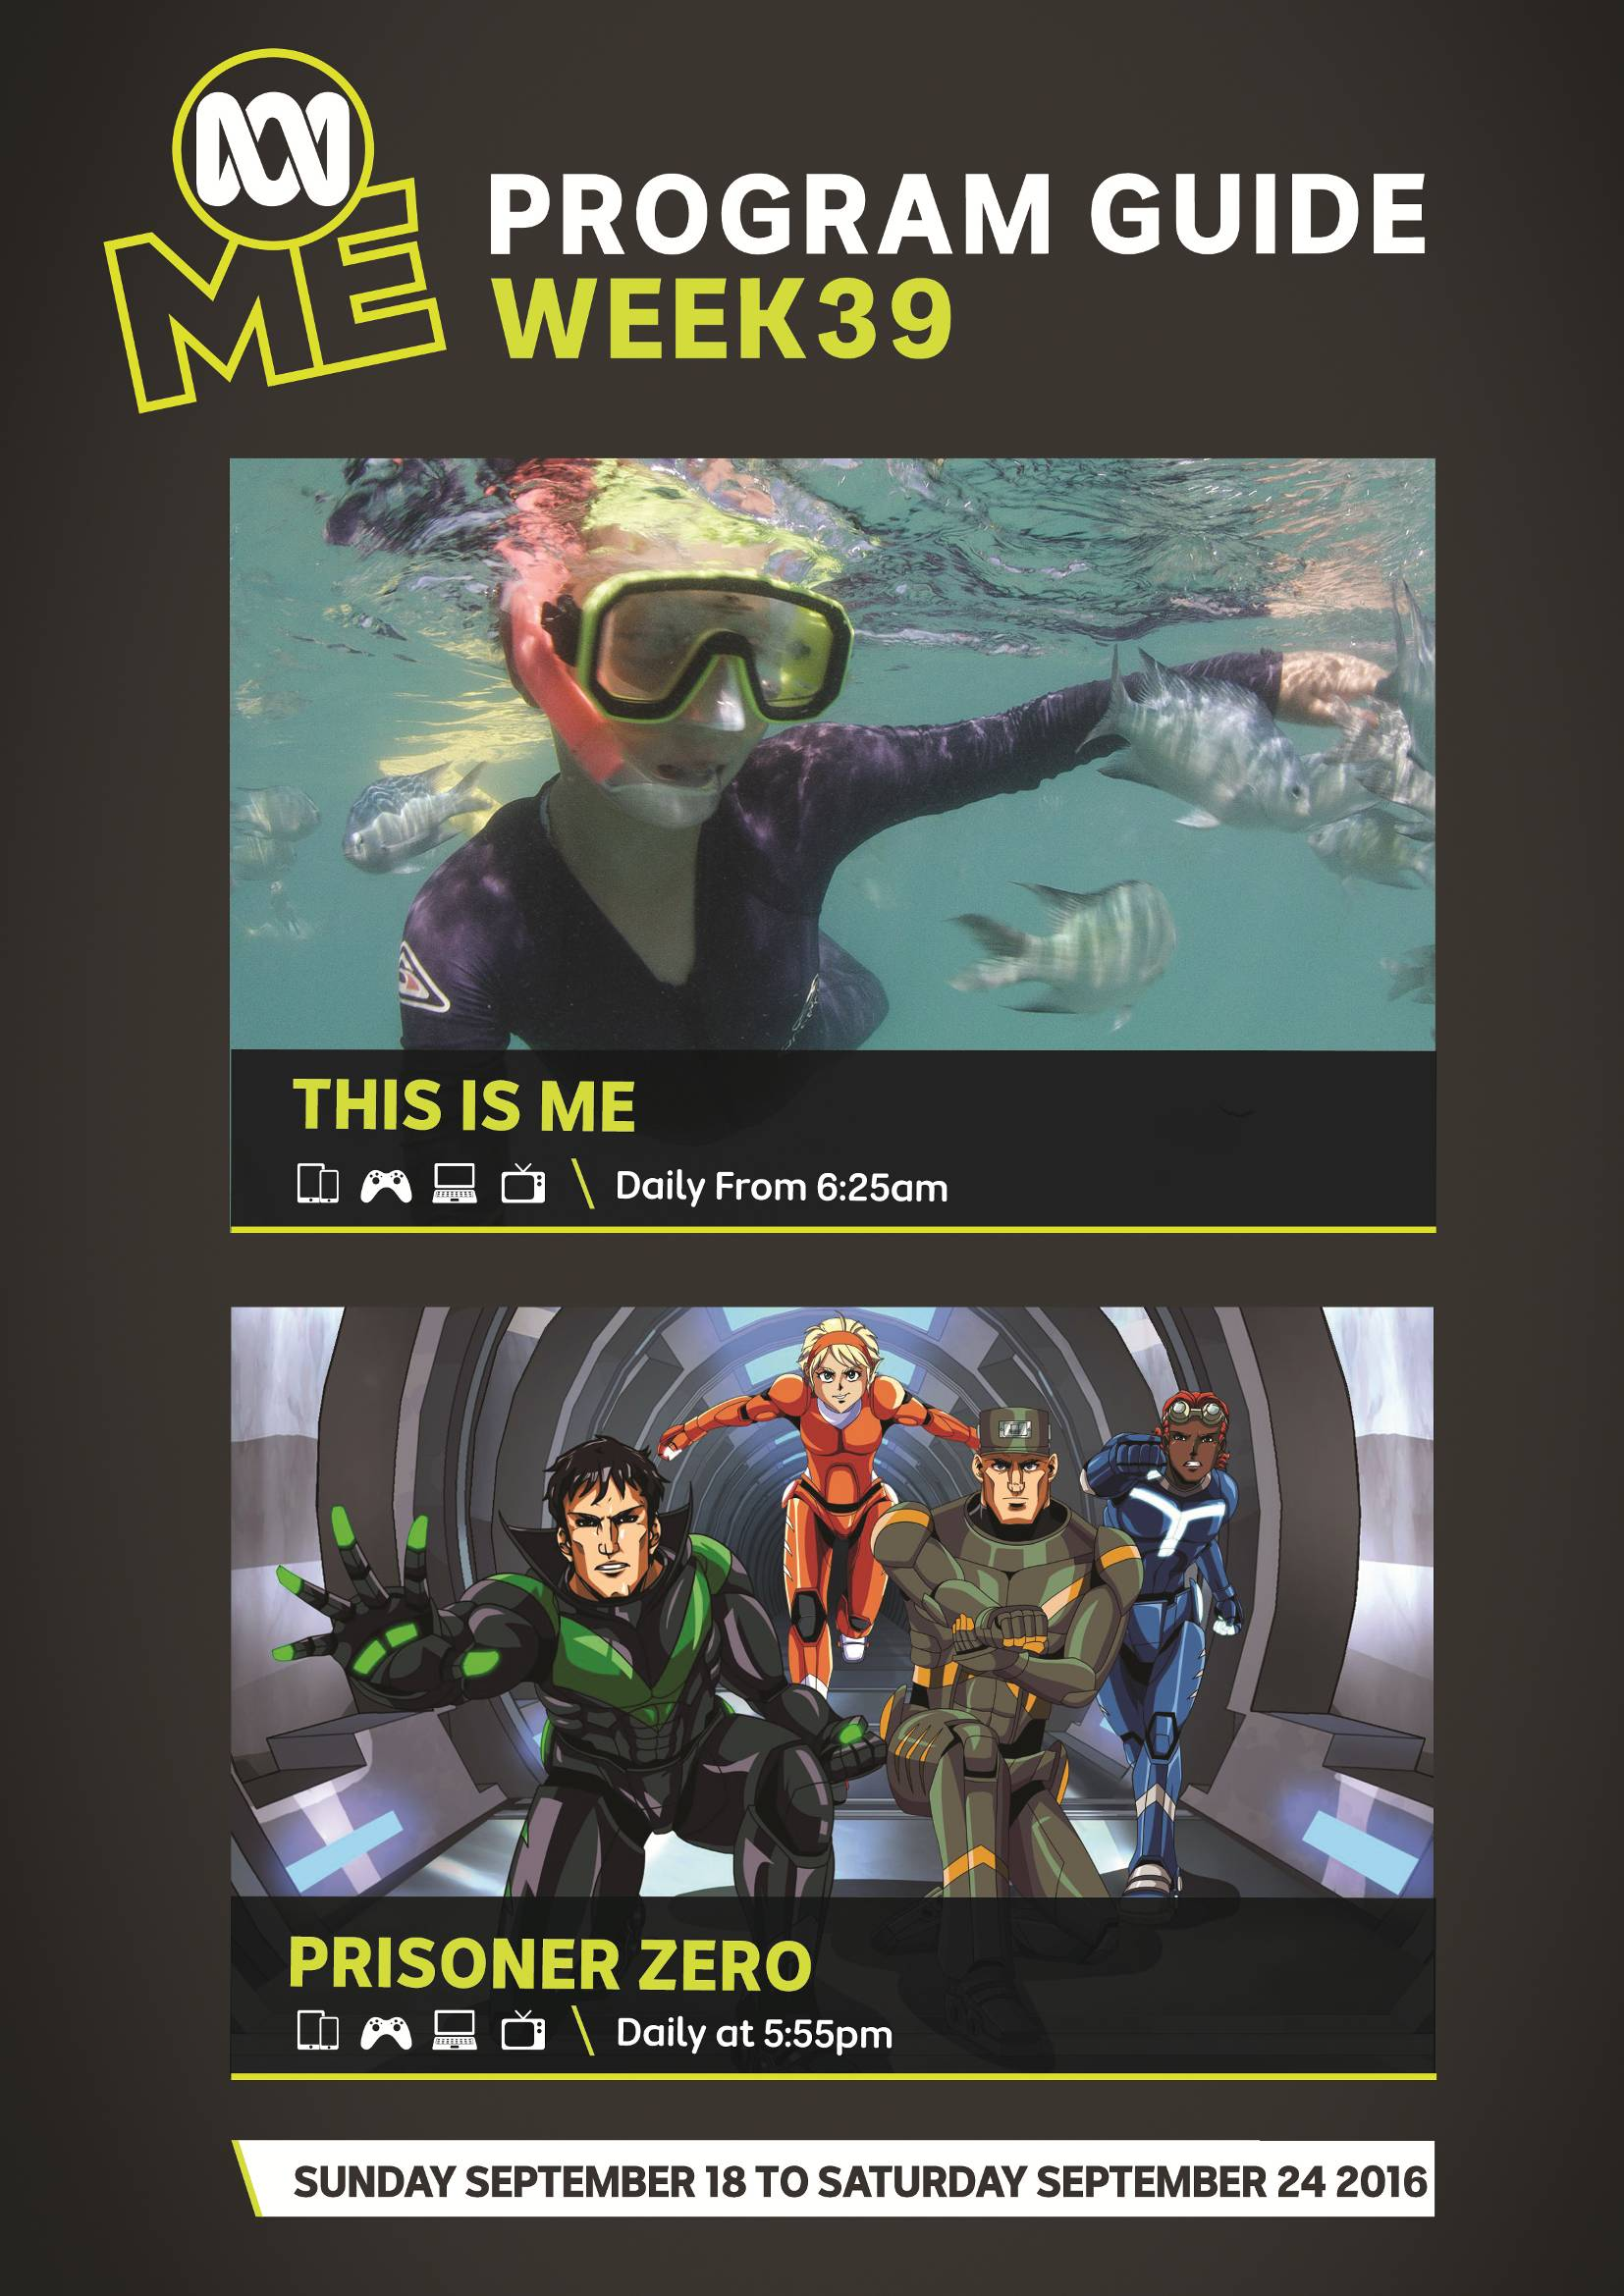 ME
PROGRAM GUIDE
WEEK39
THIS IS ME
Daily From 6:25am
PRISONER ZERO
Daily at 5:55pm
SUNDAY SEPTEMBER 18 TO SATURDAY SEPTEMBER 24 2016